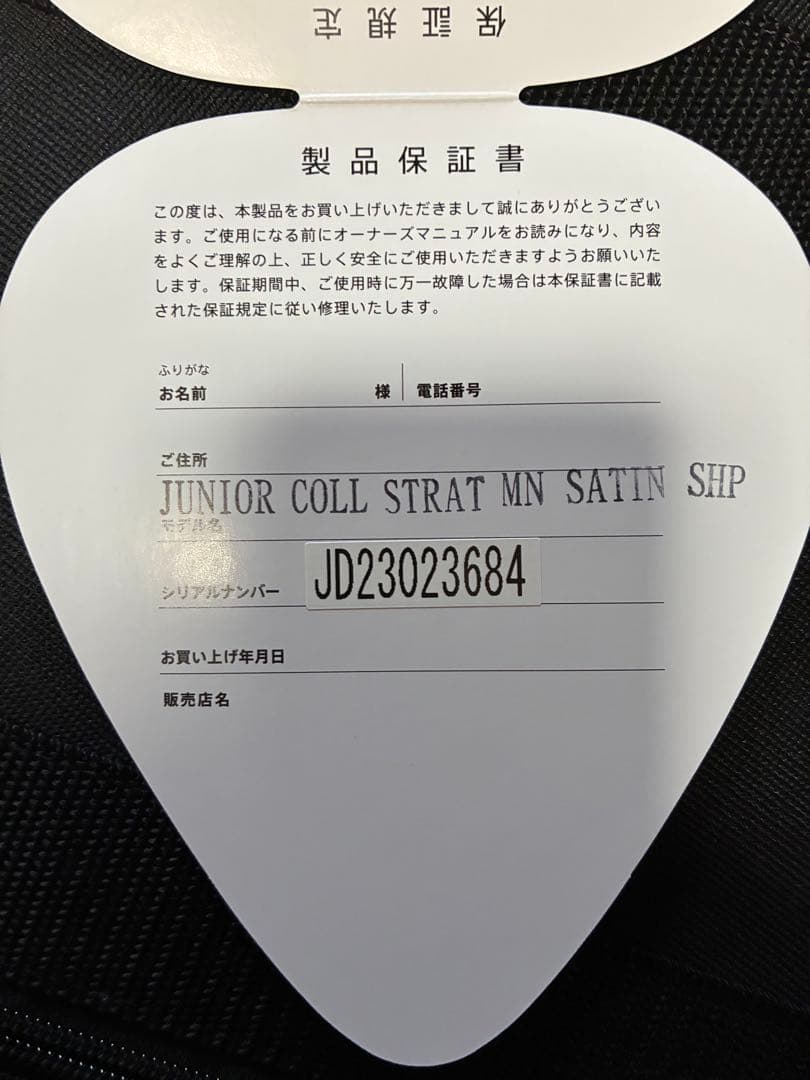 保証規定
製品保証書
この度は、本製品をお買い上げいただきまして誠にありがとうござい
ます。ご使用になる前にオーナーズマニュアルをお読みになり、内容
をよくご理解の上、正しく安全にご使用いただきますようお願いいた
します。保証期間中、ご使用時に万一故障した場合は本保証書に記載
された保証規定に従い修理いたします。
ふりがな
お名前 様 電話番号
ご住所
JUNIOR COLL STRAT MN SATIN SHP
モデル名
シリアルナンバー JD23023684
お買い上げ年月日
販売店名